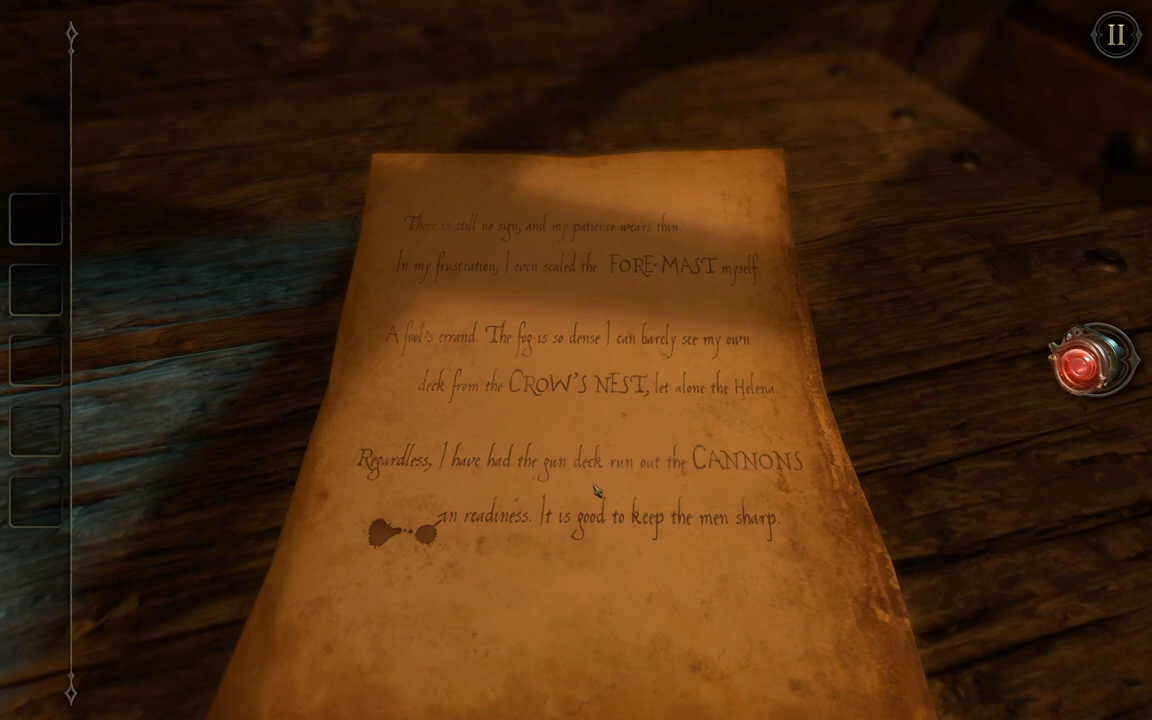 II
There is still no sign, and my patience wears thin.
In my frustration, I even scaled the FORE-MAST myself.
A fool's errand. The fog is so dense I can barely see my own
deck from the CROW'S NEST, let alone the Helena.
Regardless, I have had the gun deck run out the CANNONS
in readiness. It is good to keep the men sharp.